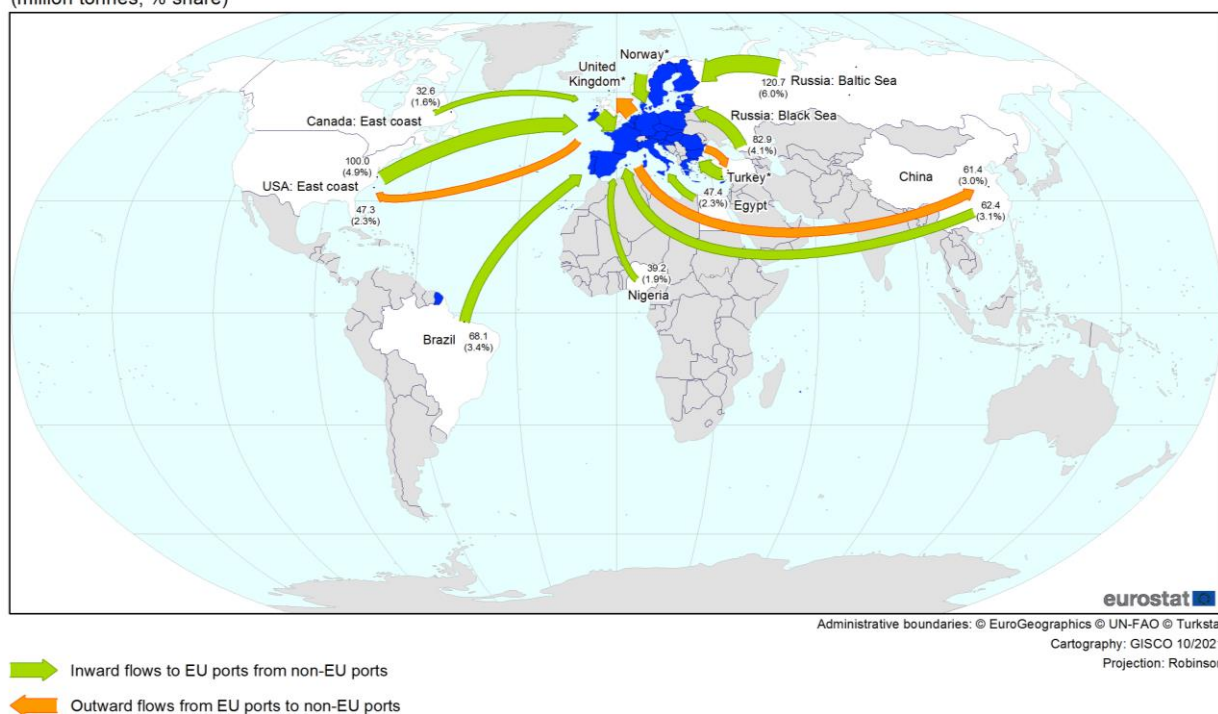 (million tonnes, % share)
Norway*
United
Kingdom*
32.6
(1.6%)
Canada: East coast
120.7
(6.0%)
Russia: Baltic Sea
Russia: Black Sea
82.9
(4.1%)
100.0
(4.9%)
USA: East coast
47.3
(2.3%)
Turkey*
47.4
(2.3%)
Egypt
China
61.4
(3.0%)
62.4
(3.1%)
39.2
(1.9%)
Nigeria
Brazil
68.1
(3.4%)
eurostat
Administrative boundaries: © EuroGeographics © UN-FAO © Turksta
Cartography: GISCO 10/202
Projection: Robinson
Inward flows to EU ports from non-EU ports
Outward flows from EU ports to non-EU ports